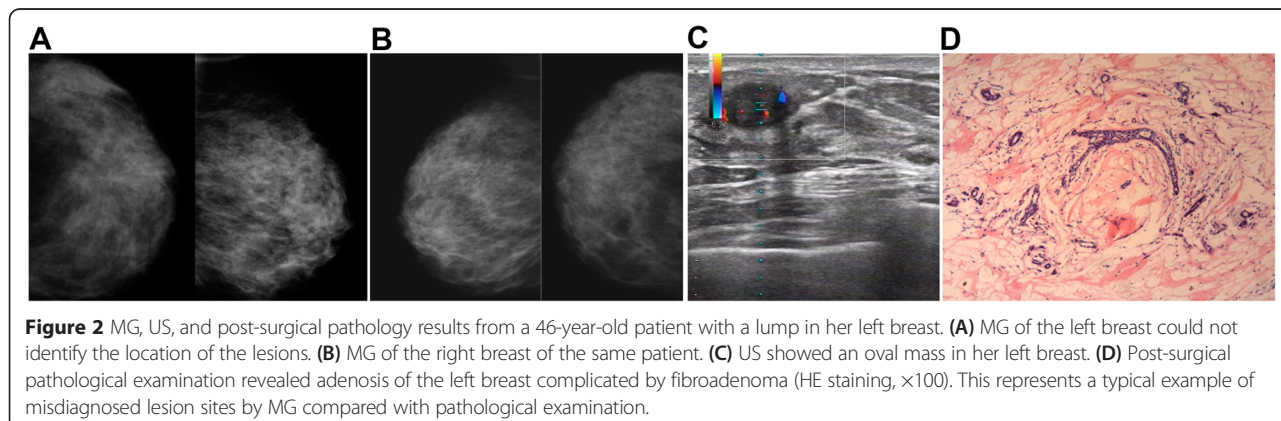 A B C D
Figure 2 MG, US, and post-surgical pathology results from a 46-year-old patient with a lump in her left breast. (A) MG of the left breast could not
identify the location of the lesions. (B) MG of the right breast of the same patient. (C) US showed an oval mass in her left breast. (D) Post-surgical
pathological examination revealed adenosis of the left breast complicated by fibroadenoma (HE staining, ×100). This represents a typical example of
misdiagnosed lesion sites by MG compared with pathological examination.